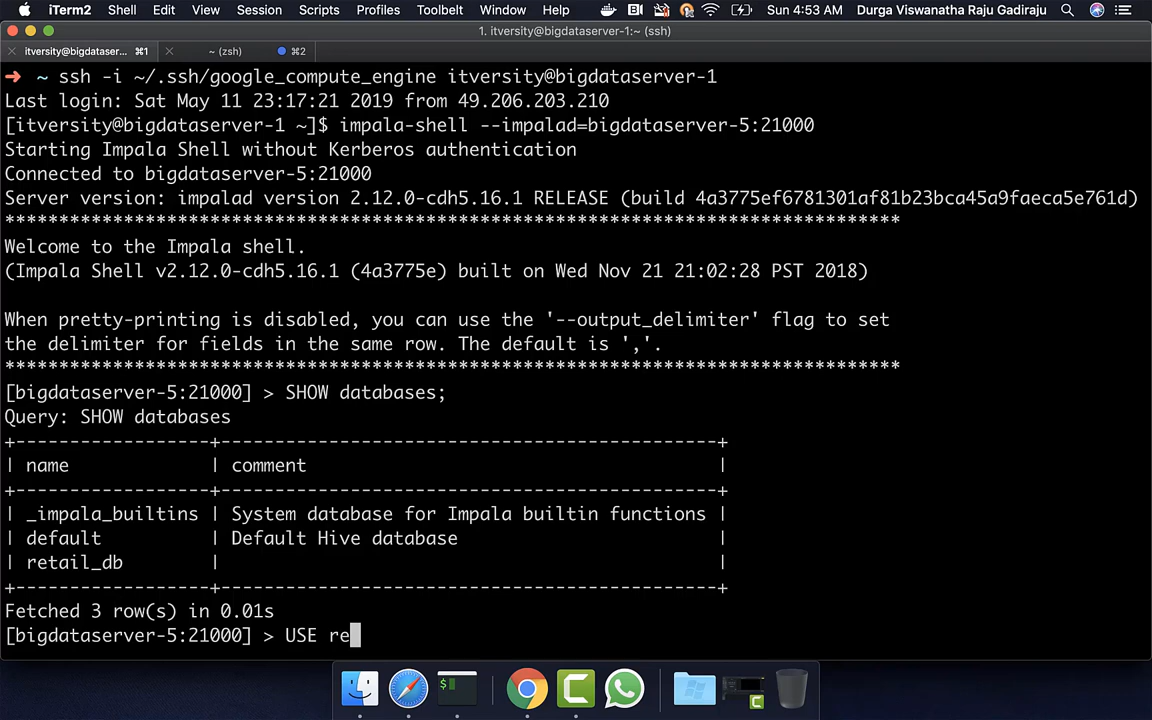 iTerm2 Shell Edit View Session Scripts Profiles Toolbelt Window Help Sun 4:53 AM Durga Viswanatha Raju Gadiraju
1. itversity@bigdataserver-1:~ (ssh)
itversity@bigdataser... ⌘1 ~ (zsh) ⌘2
➜ ~ ssh -i ~/.ssh/google_compute_engine itversity@bigdataserver-1
Last login: Sat May 11 23:17:21 2019 from 49.206.203.210
[itversity@bigdataserver-1 ~]$ impala-shell --impalad=bigdataserver-5:21000
Starting Impala Shell without Kerberos authentication
Connected to bigdataserver-5:21000
Server version: impalad version 2.12.0-cdh5.16.1 RELEASE (build 4a3775ef6781301af81b23bca45a9faeca5e761d)
***********************************************************************************
Welcome to the Impala shell.
(Impala Shell v2.12.0-cdh5.16.1 (4a3775e) built on Wed Nov 21 21:02:28 PST 2018)
When pretty-printing is disabled, you can use the '--output_delimiter' flag to set
the delimiter for fields in the same row. The default is ','.
***********************************************************************************
[bigdataserver-5:21000] > SHOW databases;
Query: SHOW databases
+------------------+----------------------------------------------+
| name             | comment                                      |
+------------------+----------------------------------------------+
| _impala_builtins | System database for Impala builtin functions |
| default          | Default Hive database                        |
| retail_db        |                                              |
+------------------+----------------------------------------------+
Fetched 3 row(s) in 0.01s
[bigdataserver-5:21000] > USE re